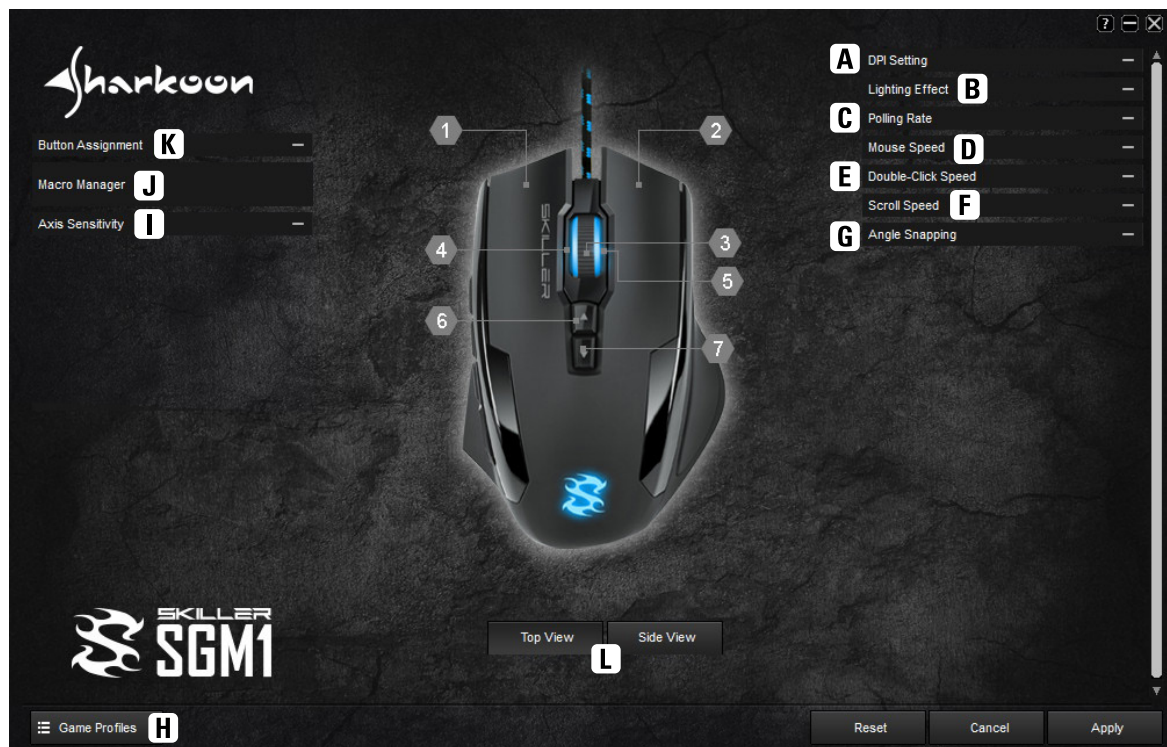 ?
Sharkoon
A DPI Setting
Lighting Effect B
C Polling Rate
Mouse Speed D
E Double-Click Speed
Scroll Speed F
G Angle Snapping
Button Assignment K
Macro Manager J
Axis Sensitivity I
1
2
3
4
5
6
7
SKILLER
SKILLER
SGM1
Top View
Side View
L
Game Profiles H
Reset
Cancel
Apply